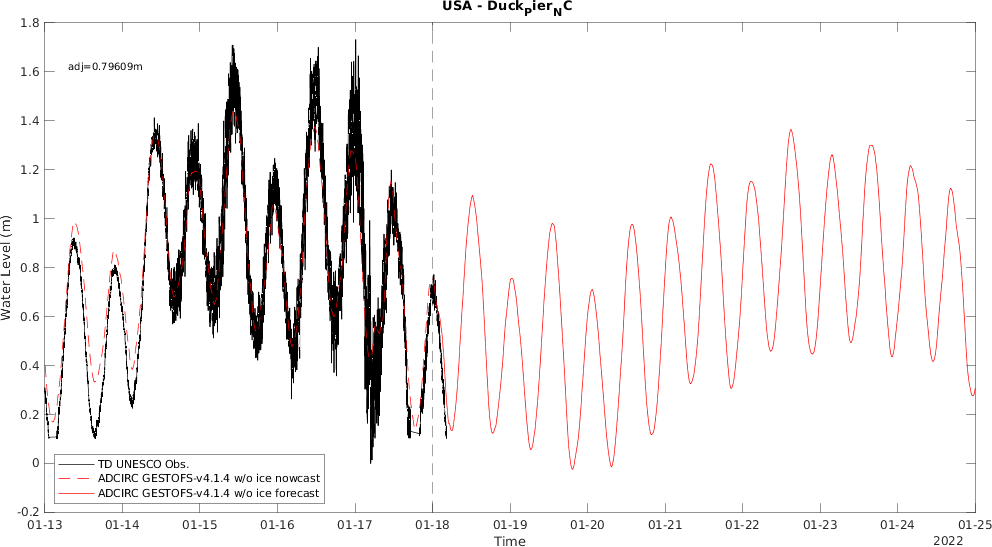 USA - DuckPierNC
1.8
adj=0.79609m
1.6
1.4
1.2
1
0.8
0.6
0.4
0.2
0
-0.2
Water Level (m)
TD UNESCO Obs.
ADCIRC GESTOFS-v4.1.4 w/o ice nowcast
ADCIRC GESTOFS-v4.1.4 w/o ice forecast
01-13 01-14 01-15 01-16 01-17 01-18 01-19 01-20 01-21 01-22 01-23 01-24 01-25
Time
2022